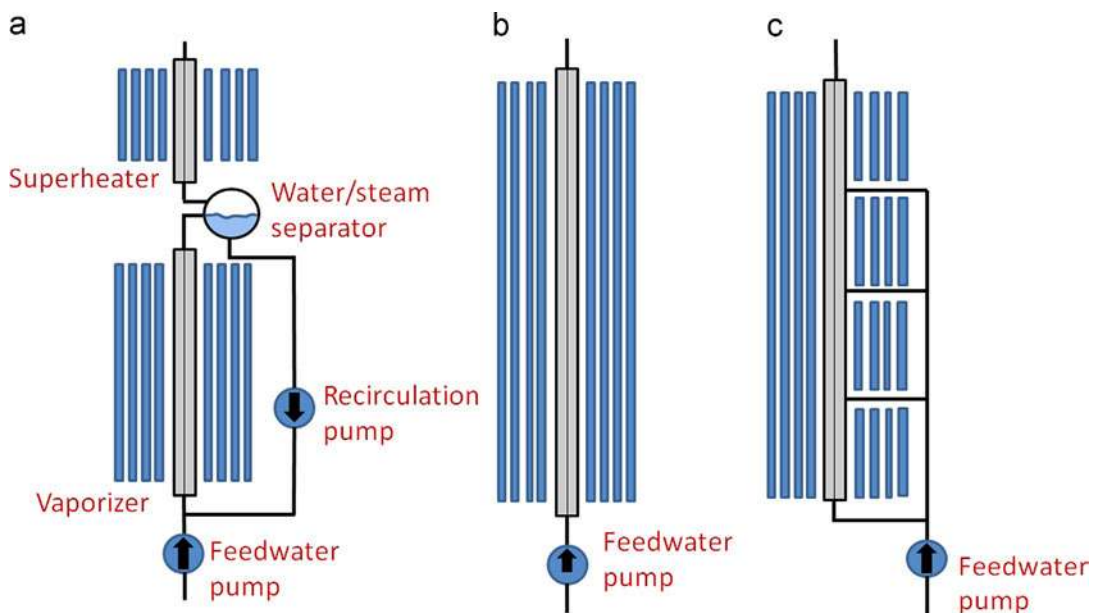 a
b
c
Superheater
Water/steam
separator
Recirculation
pump
Vaporizer
Feedwater
pump
Feedwater
pump
Feedwater
pump